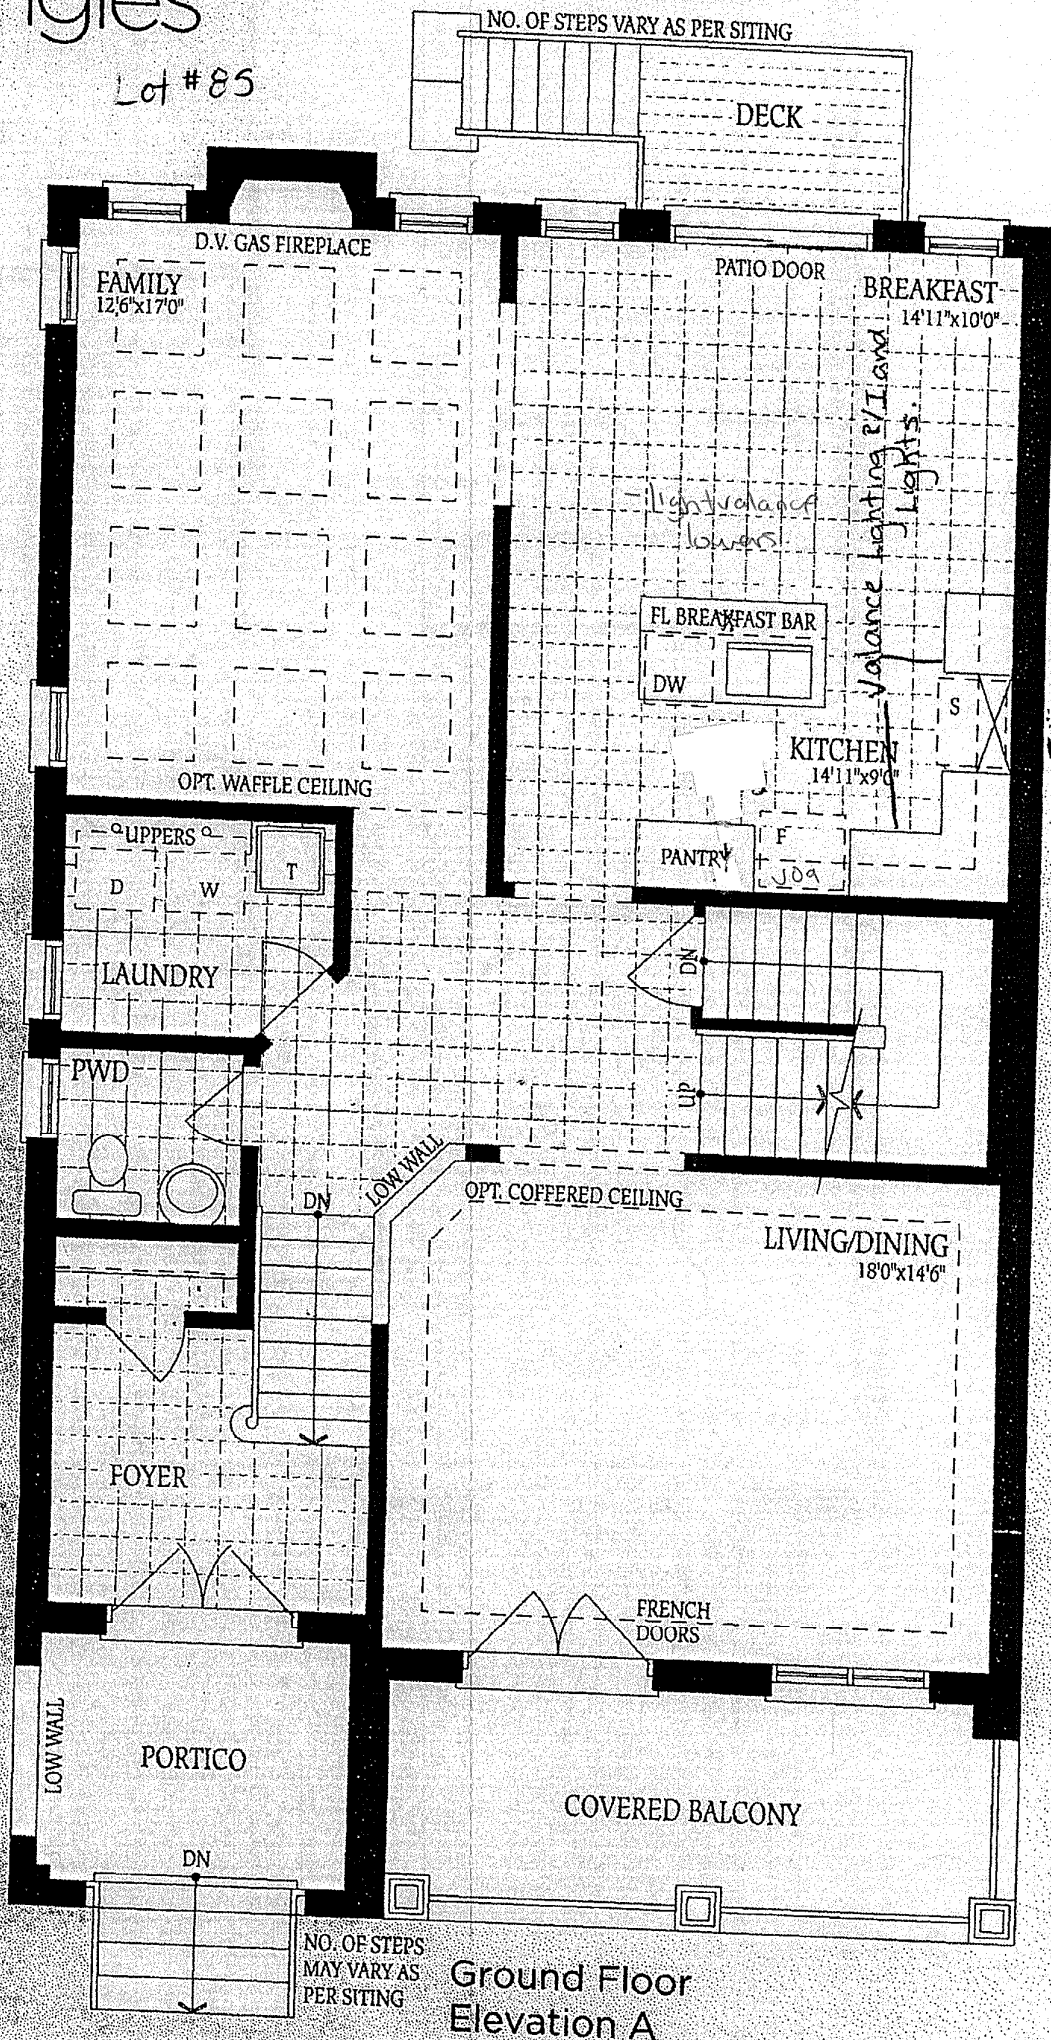 Lot #85
NO. OF STEPS VARY AS PER SITING
DECK
D.V. GAS FIREPLACE
FAMILY
12'6"x17'0"
PATIO DOOR
BREAKFAST
14'11"x10'0"
Valance Lighting
Lights.
-lightvalance
lowers
FL BREAKFAST BAR
DW
S
KITCHEN
14'11"x9'0"
OPT. WAFFLE CEILING
UPPERS
D
W
T
PANTRY
F
LAUNDRY
DN
PWD
UP
LOW WALL
DN
OPT. COFFERED CEILING
LIVING/DINING
18'0"x14'6"
FOYER
FRENCH
DOORS
LOW WALL
PORTICO
COVERED BALCONY
DN
NO. OF STEPS
MAY VARY AS
PER SITING
Ground Floor
Elevation A